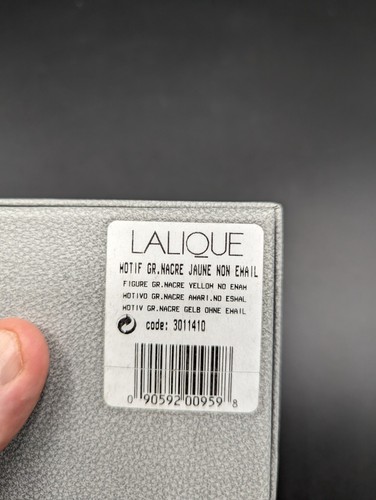 LALIQUE
MOTIF GR.NACRE JAUNE NON EMAIL
FIGURE GR.NACRE YELLOW NO ENAM
MOTIVO GR.NACRE AMARI.NO ESMAL
MOTIV GR.NACRE GELB OHNE EMAIL
code: 3011410
0 90592 00959 8